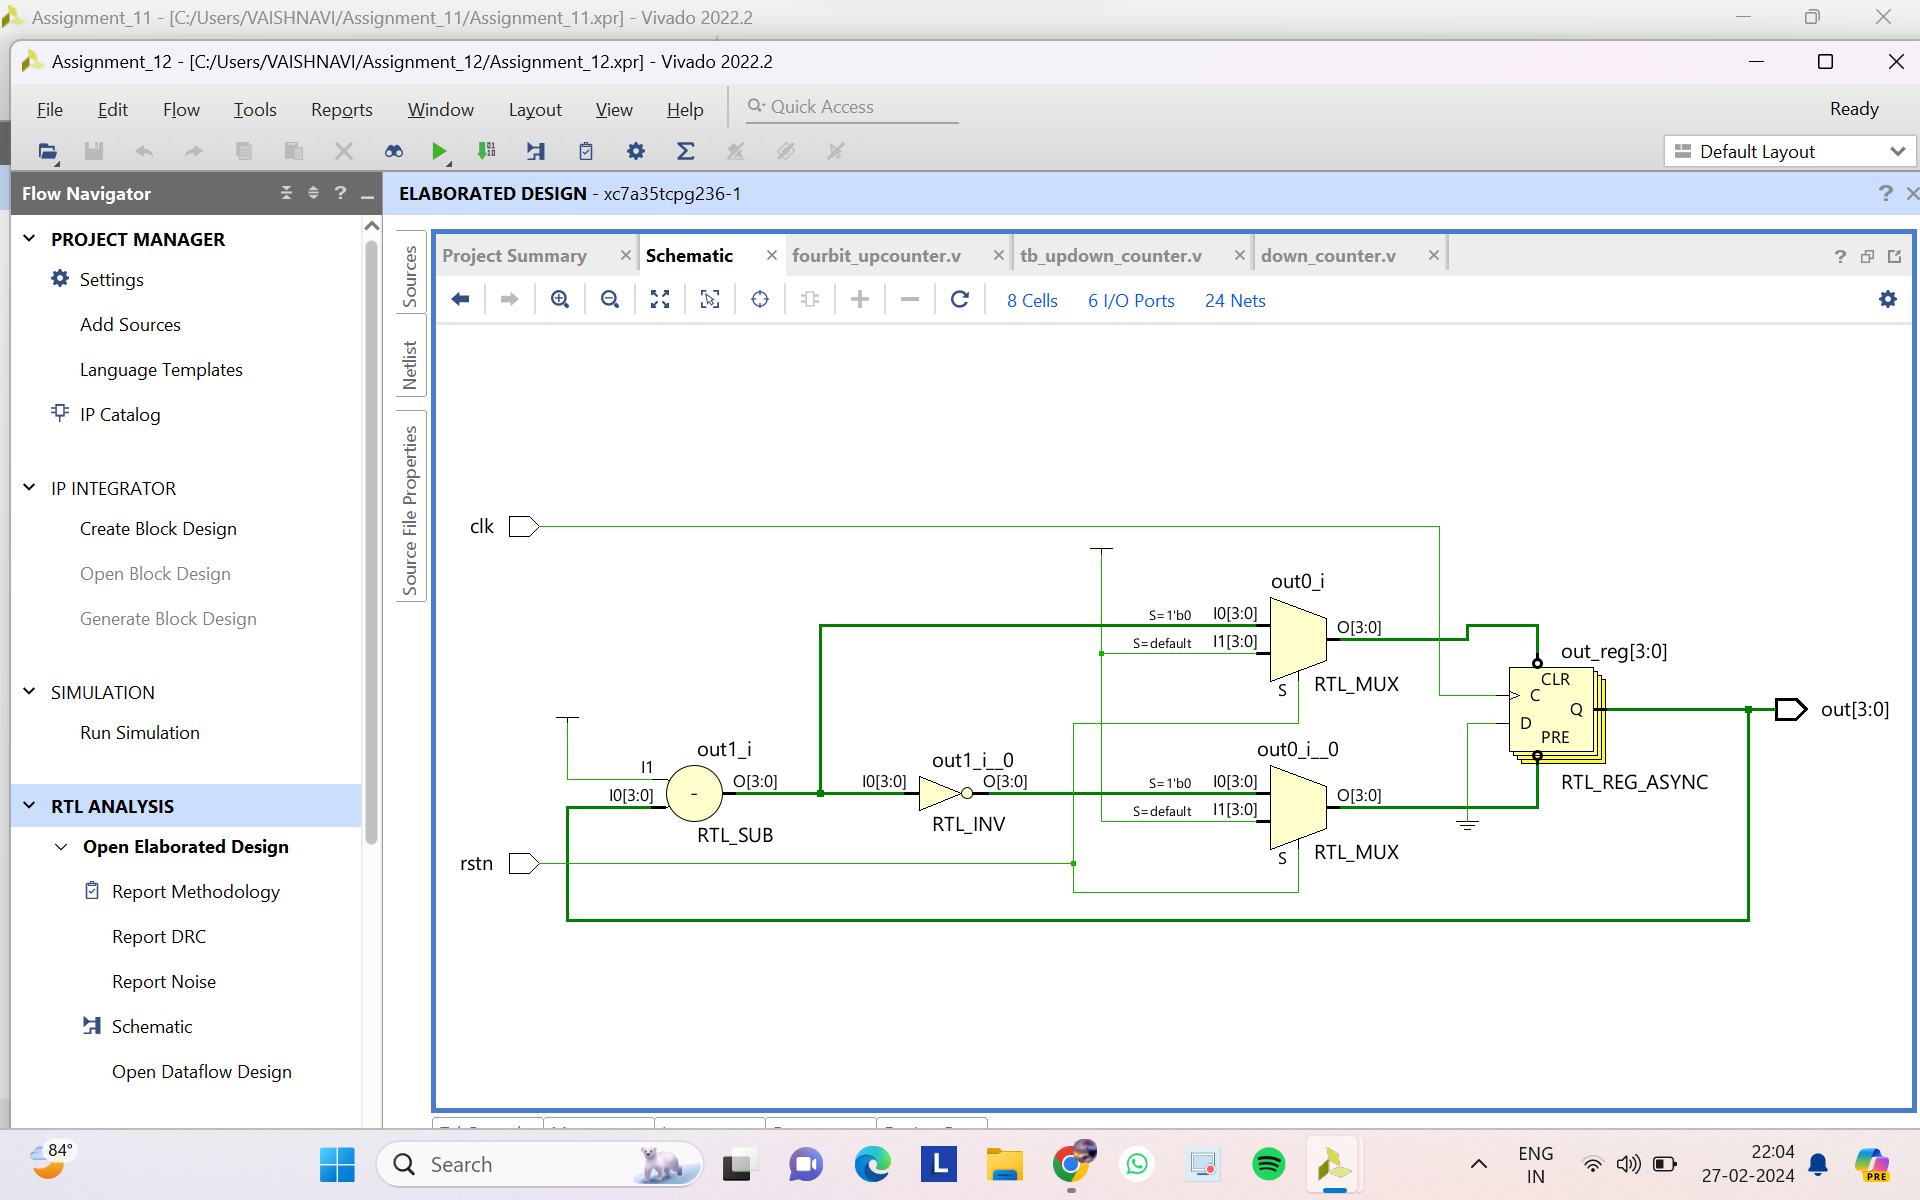 Assignment_11 - [C:/Users/VAISHNAVI/Assignment_11/Assignment_11.xpr] - Vivado 2022.2
Assignment_12 - [C:/Users/VAISHNAVI/Assignment_12/Assignment_12.xpr] - Vivado 2022.2
File Edit Flow Tools Reports Window Layout View Help Quick Access Ready
Default Layout
Flow Navigator ? _
ELABORATED DESIGN - xc7a35tcpg236-1 ?
PROJECT MANAGER
Settings
Add Sources
Language Templates
IP Catalog
IP INTEGRATOR
Create Block Design
Open Block Design
Generate Block Design
SIMULATION
Run Simulation
RTL ANALYSIS
Open Elaborated Design
Report Methodology
Report DRC
Report Noise
Schematic
Open Dataflow Design
Sources
Netlist
Source File Properties
Project Summary Schematic fourbit_upcounter.v tb_updown_counter.v down_counter.v ?
8 Cells 6 I/O Ports 24 Nets
clk
out0_i
S=1'b0 I0[3:0]
S=default I1[3:0]
O[3:0]
S
RTL_MUX
out_reg[3:0]
CLR
C
D
Q
PRE
RTL_REG_ASYNC
out[3:0]
out1_i
I1
I0[3:0]
-
O[3:0]
RTL_SUB
out1_i__0
I0[3:0]
O[3:0]
RTL_INV
out0_i__0
S=1'b0 I0[3:0]
S=default I1[3:0]
O[3:0]
S
RTL_MUX
rstn
84°
Search
L
ENG
IN
22:04
27-02-2024
PRE